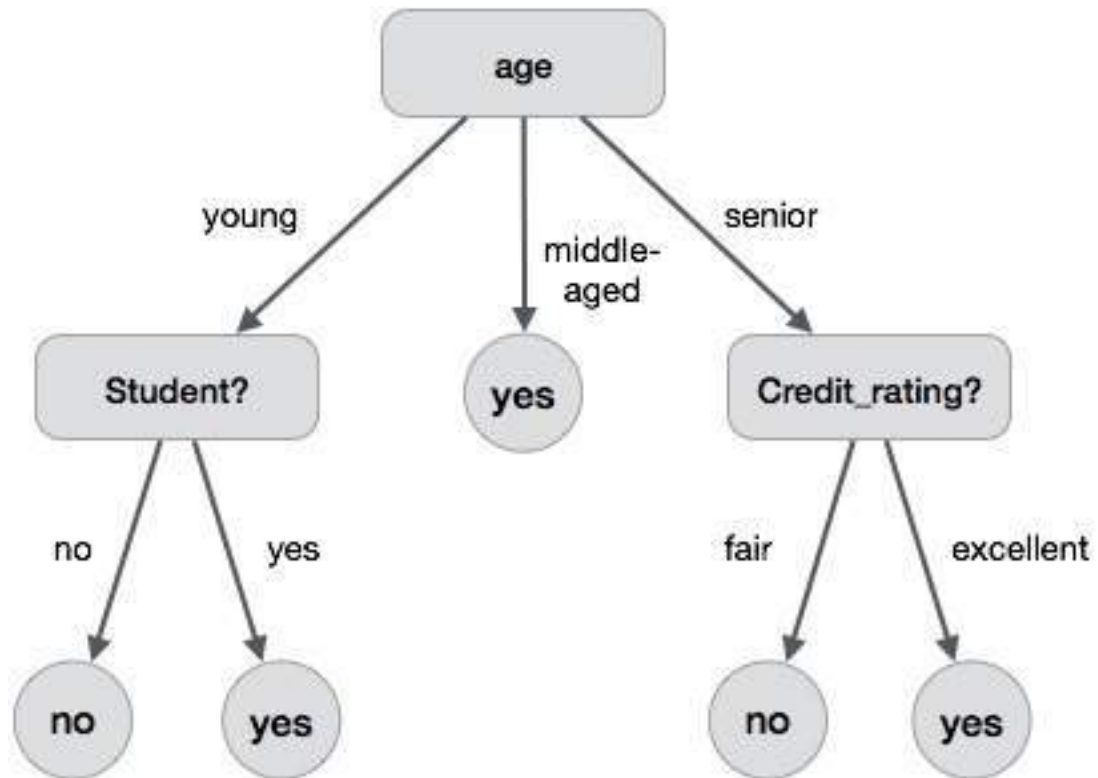 age
young
senior
middle-
aged
Student?
yes
Credit_rating?
no
yes
fair
excellent
no
yes
no
yes